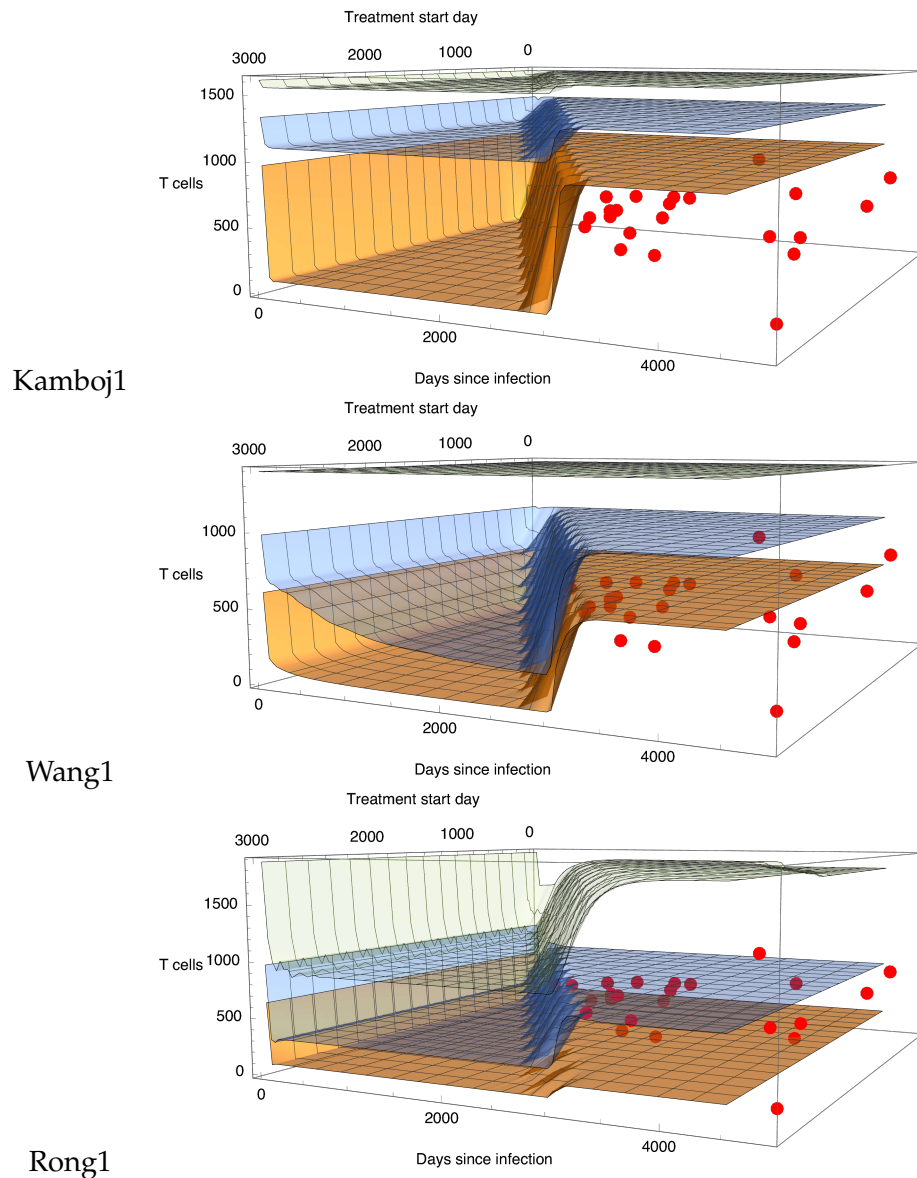 Treatment start day
3000 2000 1000 0
1500
1000
T cells
500
0
0
2000
4000
Days since infection
Kamboj1
Treatment start day
3000 2000 1000 0
1000
T cells
500
0
0
2000
4000
Days since infection
Wang1
Treatment start day
3000 2000 1000 0
1500
T cells 1000
500
0
0
2000
4000
Days since infection
Rong1